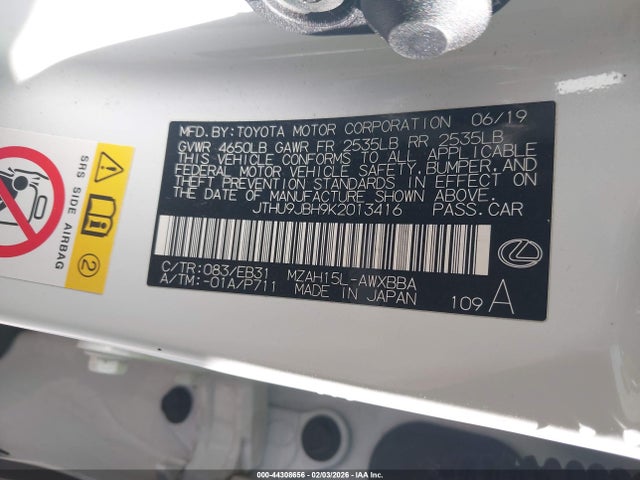 MFD. BY: TOYOTA MOTOR CORPORATION 06/19
GVWR 4650LB GAWR FR 2535LB RR 2535LB
THIS VEHICLE CONFORMS TO ALL APPLICABLE
FEDERAL MOTOR VEHICLE SAFETY, BUMPER, AND
THEFT PREVENTION STANDARDS IN EFFECT ON
THE DATE OF MANUFACTURE SHOWN ABOVE.
JTHU9JBH9K2013416 PASS. CAR
C/TR: 083/EB31 MZAH15L-AWXBBA
A/TM: -01A/P711 MADE IN JAPAN
109 A
SRS SIDE AIRBAG
2
000-44308656 - 02/03/2026 - IAA Holdings, LLC